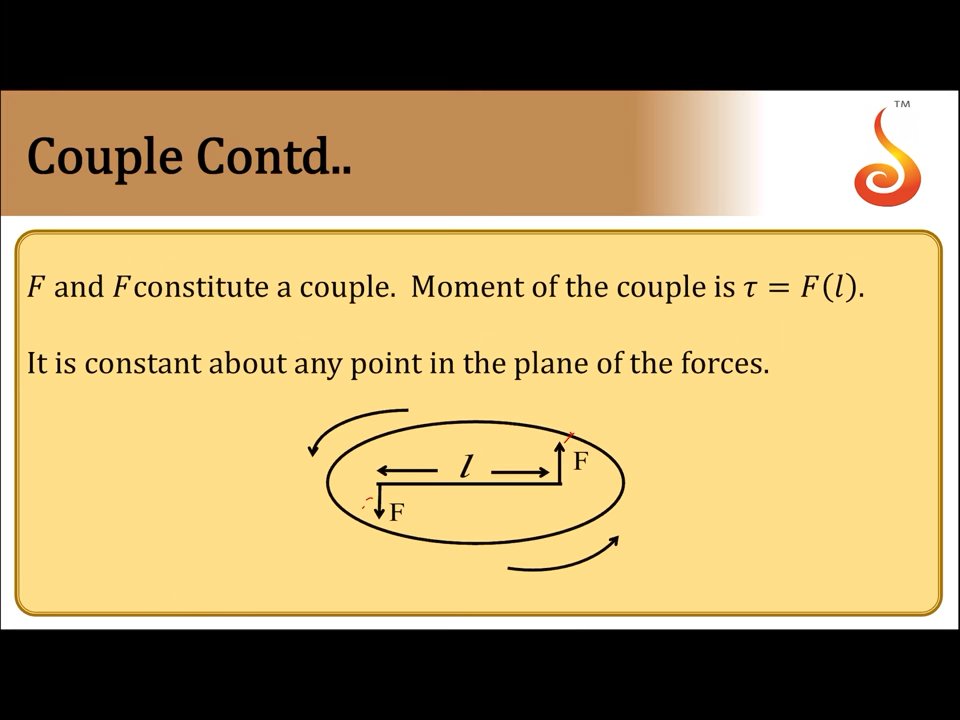 TM
Couple Contd..
F and Fconstitute a couple. Moment of the couple is τ = F(l).
It is constant about any point in the plane of the forces.
l
F
F